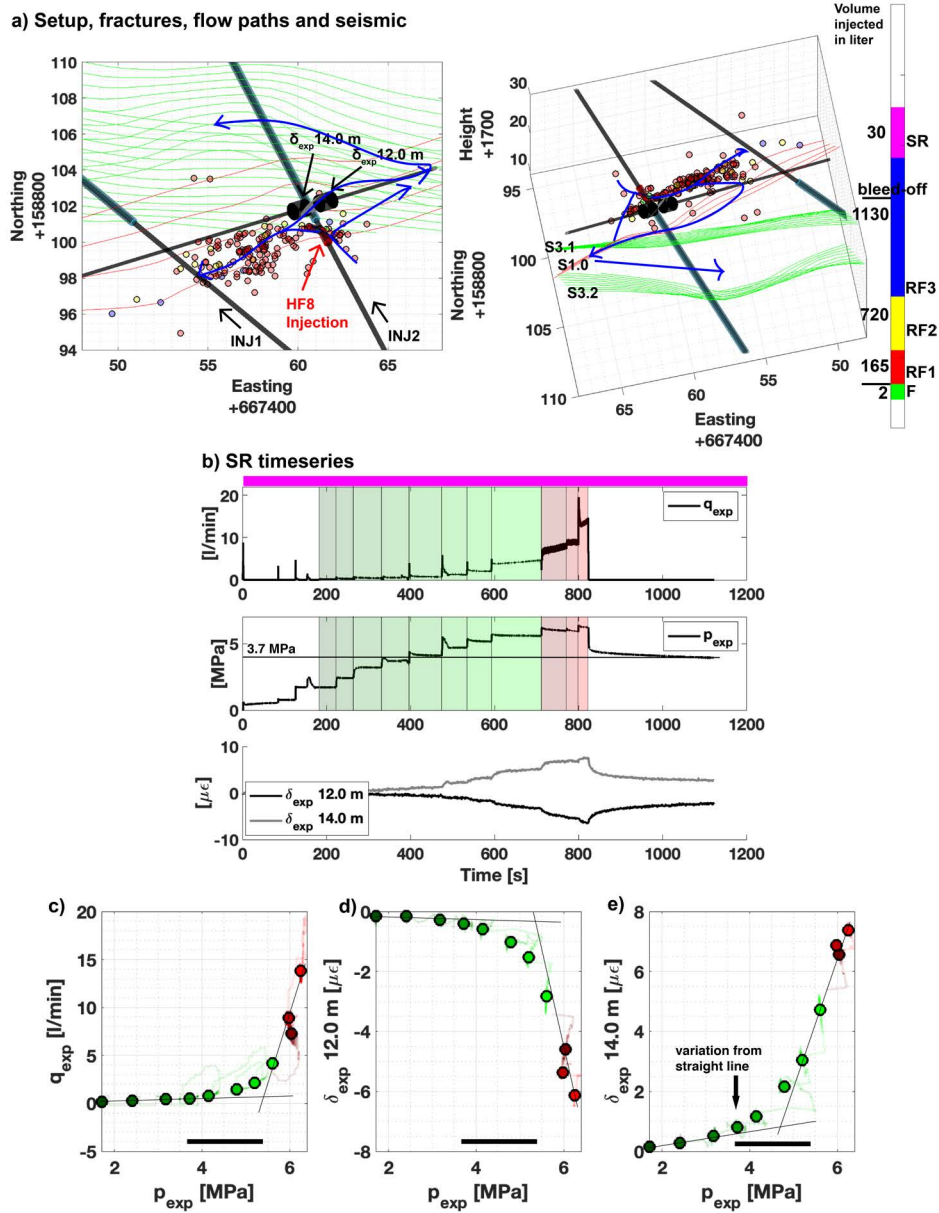 a) Setup, fractures, flow paths and seismic
Volume
injected
in liter
110
108
106
104
102
100
98
96
94
Northing
+158800
50
55
60
65
Easting
+667400
δexp 14.0 m
δexp 12.0 m
HF8
Injection
INJ1
INJ2
30
20
10
Height
+1700
95
100
105
110
Northing
+158800
S3.1
S1.0
S3.2
65
60
55
50
Easting
+667400
30
SR
bleed-off
1130
RF3
720
RF2
165
RF1
2
F
b) SR timeseries
20
10
0
[l/min]
qexp
0 200 400 600 800 1000 1200
5
0
[MPa]
3.7 MPa
pexp
0 200 400 600 800 1000 1200
10
0
-10
[με]
δexp 12.0 m
δexp 14.0 m
0 200 400 600 800 1000 1200
Time [s]
c)
20
15
10
5
0
-5
qexp [l/min]
2 4 6
pexp [MPa]
d)
0
-2
-4
-6
-8
δexp 12.0 m [με]
2 4 6
pexp [MPa]
e)
8
6
4
2
0
δexp 14.0 m [με]
variation from
straight line
2 4 6
pexp [MPa]